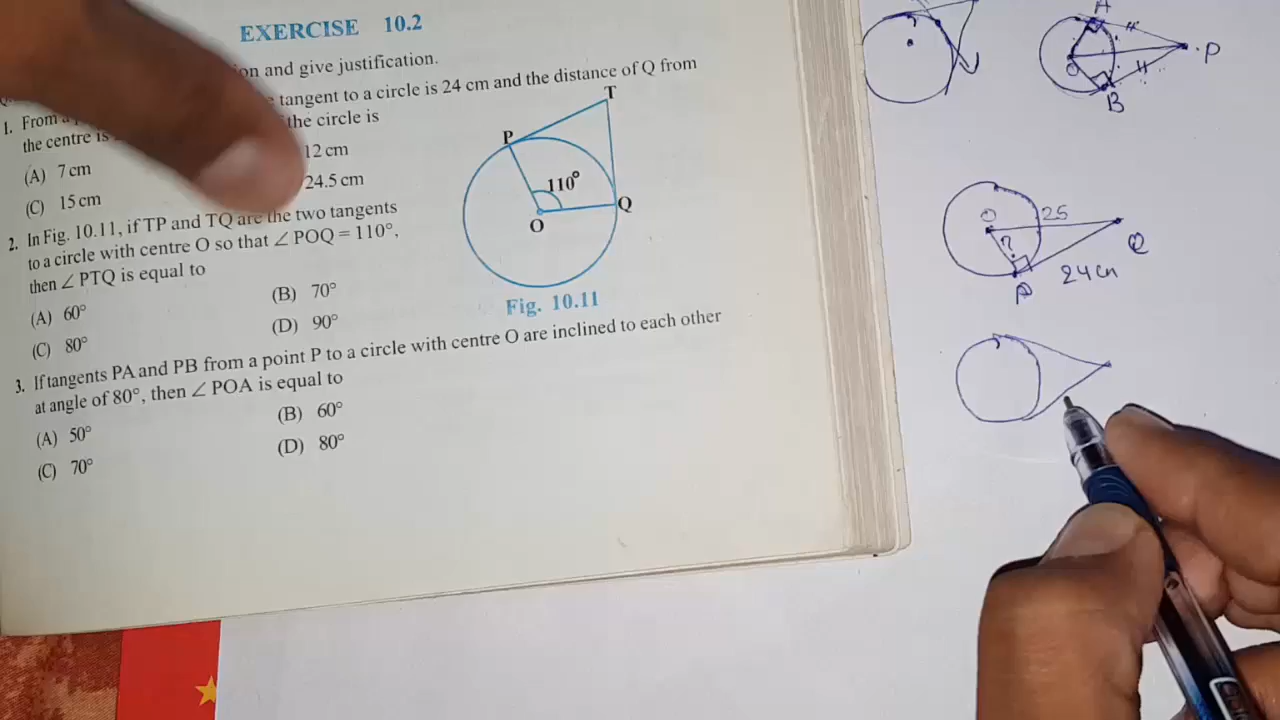 EXERCISE 10.2
and give justification.
1. From
tangent to a circle is 24 cm and the distance of Q from
the centre is
the circle is
(A) 7 cm
12 cm
(C) 15 cm
24.5 cm
2. In Fig. 10.11, if TP and TQ are the two tangents
to a circle with centre O so that ∠ POQ = 110°,
then ∠ PTQ is equal to
(A) 60°
(B) 70°
(C) 80°
(D) 90°
T
P
110°
Q
O
Fig. 10.11
3. If tangents PA and PB from a point P to a circle with centre O are inclined to each other
at angle of 80°, then ∠ POA is equal to
(A) 50°
(B) 60°
(C) 70°
(D) 80°
A
P
O
B
O
25
Q
?
24 cm
P